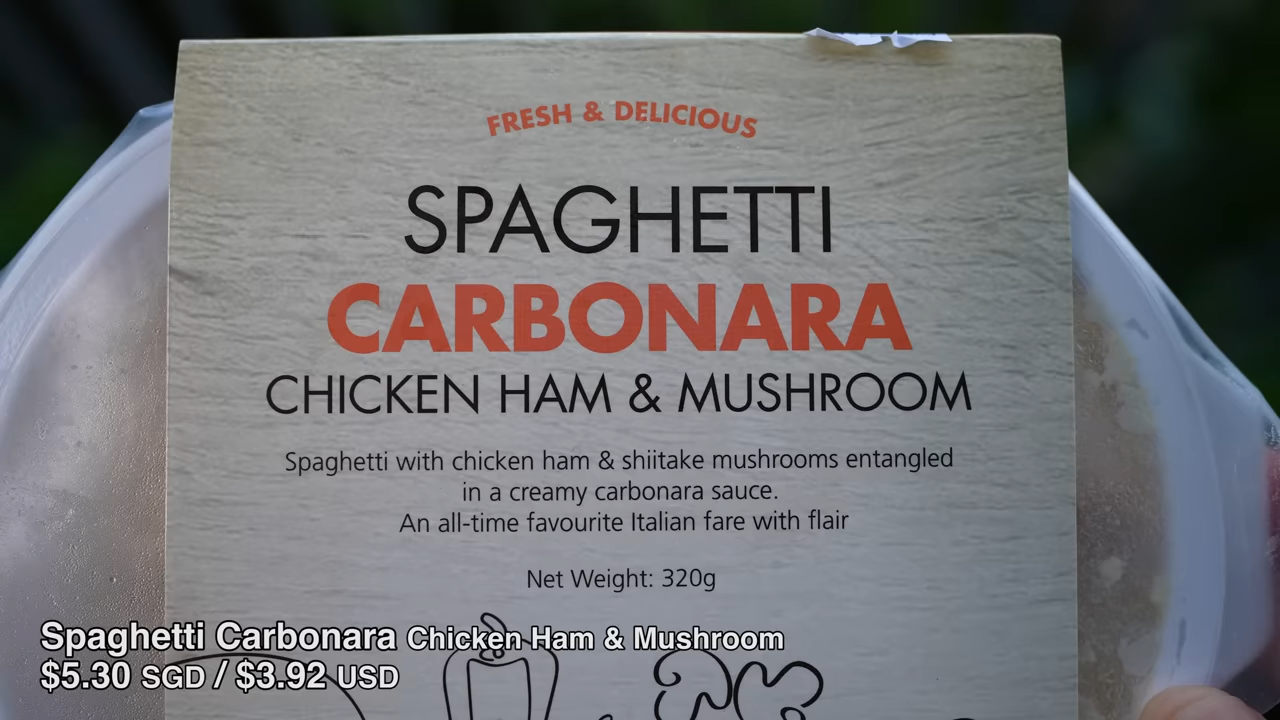 FRESH & DELICIOUS
SPAGHETTI
CARBONARA
CHICKEN HAM & MUSHROOM
Spaghetti with chicken ham & shiitake mushrooms entangled
in a creamy carbonara sauce.
An all-time favourite Italian fare with flair
Net Weight: 320g
Spaghetti Carbonara Chicken Ham & Mushroom
$5.30 SGD / $3.92 USD